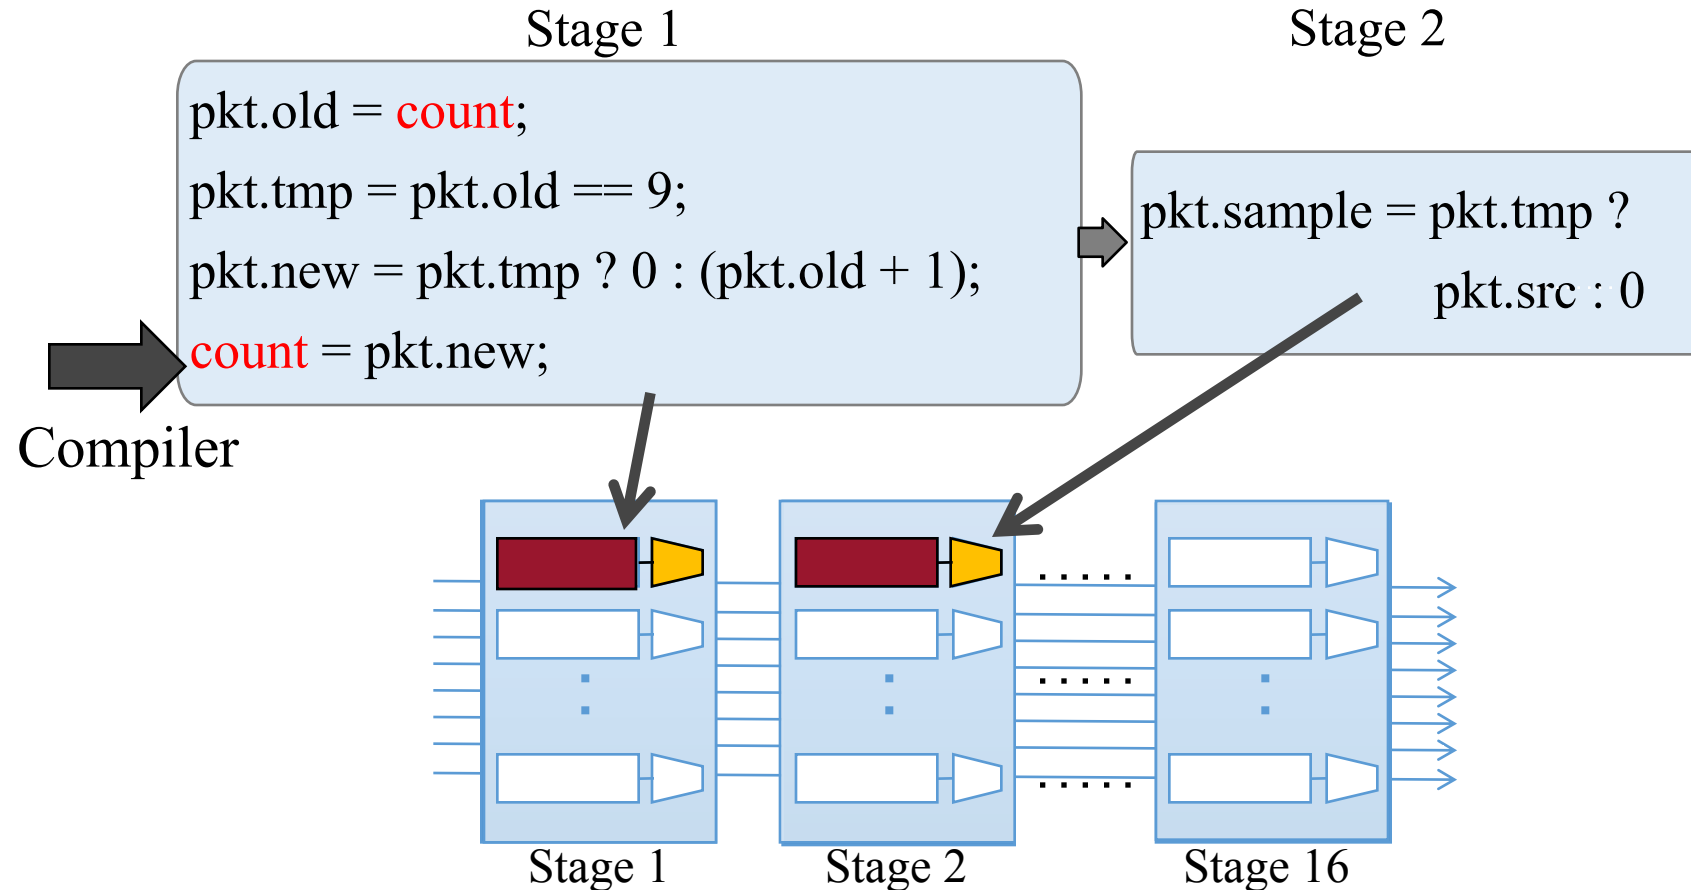 Stage 1
Stage 2
pkt.old = count;
pkt.tmp = pkt.old == 9;
pkt.new = pkt.tmp ? 0 : (pkt.old + 1);
count = pkt.new;
pkt.sample = pkt.tmp ?
pkt.src : 0
Compiler
Stage 1
Stage 2
Stage 16